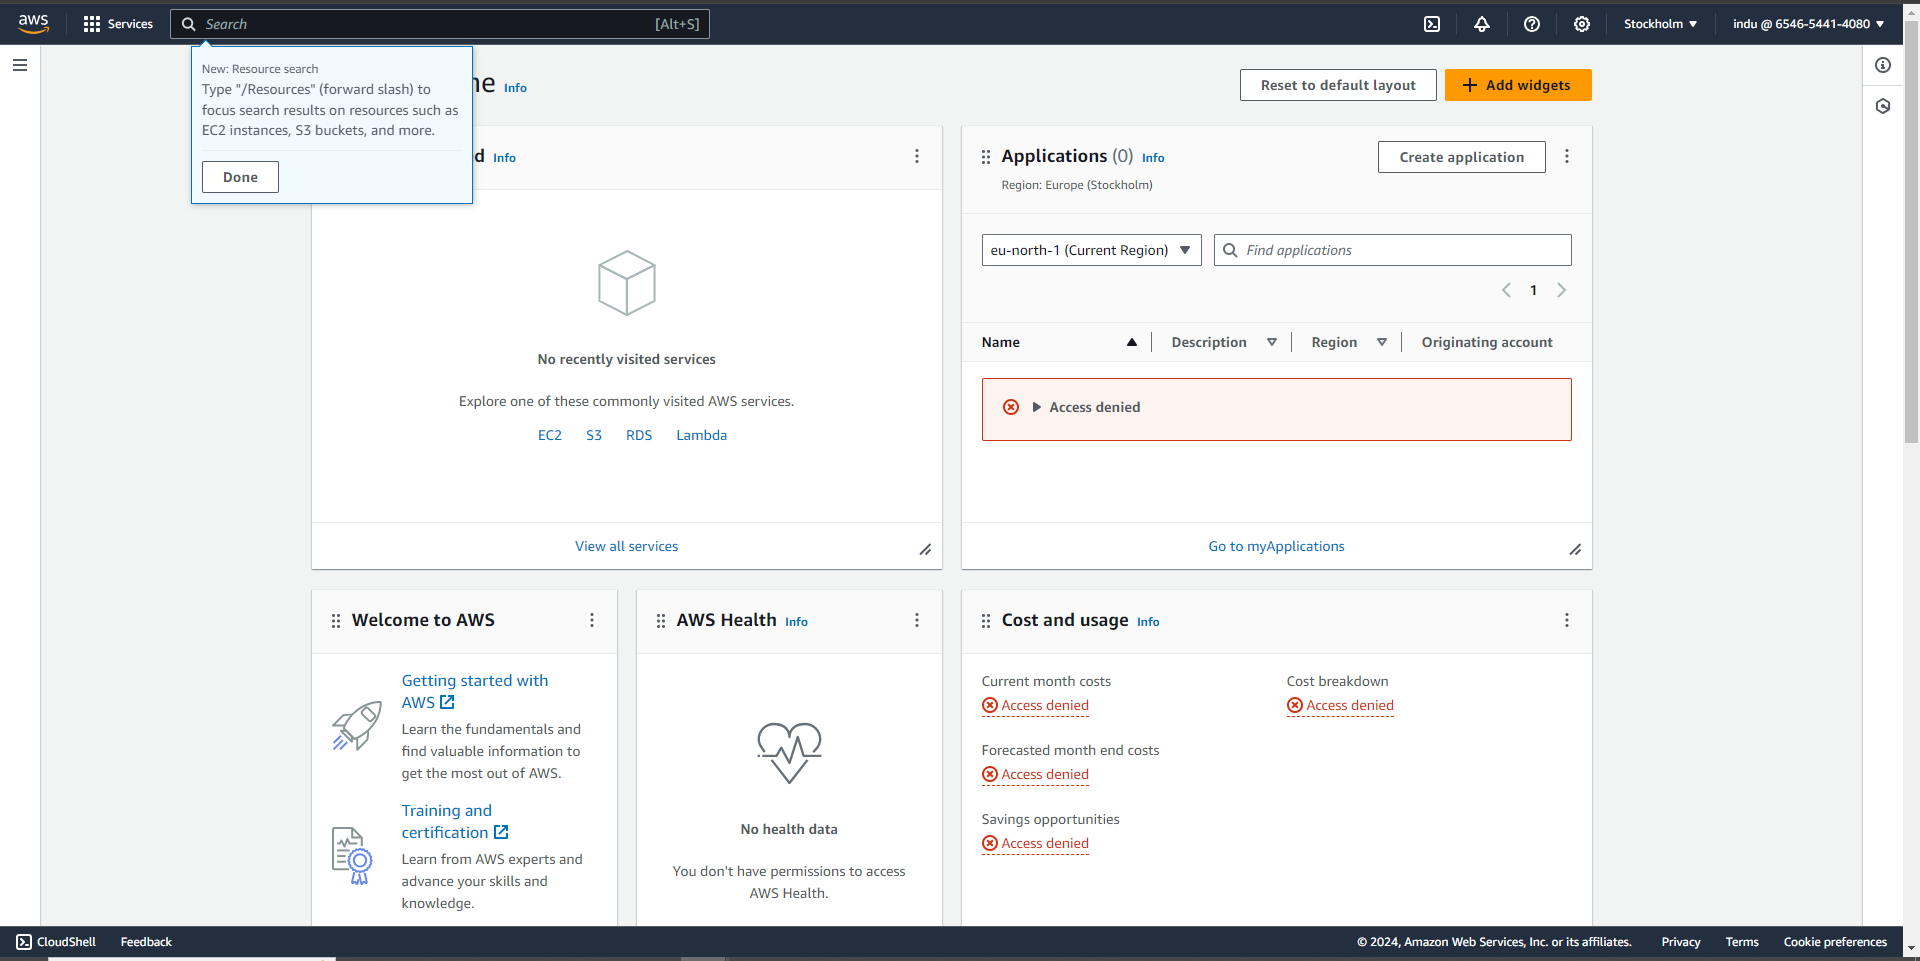 aws
Services
Search
[Alt+S]
Stockholm
indu @ 6546-5441-4080
New: Resource search
Type "/Resources" (forward slash) to
focus search results on resources such as
EC2 instances, S3 buckets, and more.
Done
Info
Reset to default layout
Add widgets
Info
Applications (0) Info
Region: Europe (Stockholm)
Create application
eu-north-1 (Current Region)
Find applications
1
Name
Description
Region
Originating account
Access denied
No recently visited services
Explore one of these commonly visited AWS services.
EC2 S3 RDS Lambda
View all services
Go to myApplications
Welcome to AWS
Getting started with
AWS
Learn the fundamentals and
find valuable information to
get the most out of AWS.
Training and
certification
Learn from AWS experts and
advance your skills and
knowledge.
AWS Health Info
No health data
You don't have permissions to access
AWS Health.
Cost and usage Info
Current month costs
Access denied
Cost breakdown
Access denied
Forecasted month end costs
Access denied
Savings opportunities
Access denied
CloudShell
Feedback
© 2024, Amazon Web Services, Inc. or its affiliates.
Privacy
Terms
Cookie preferences